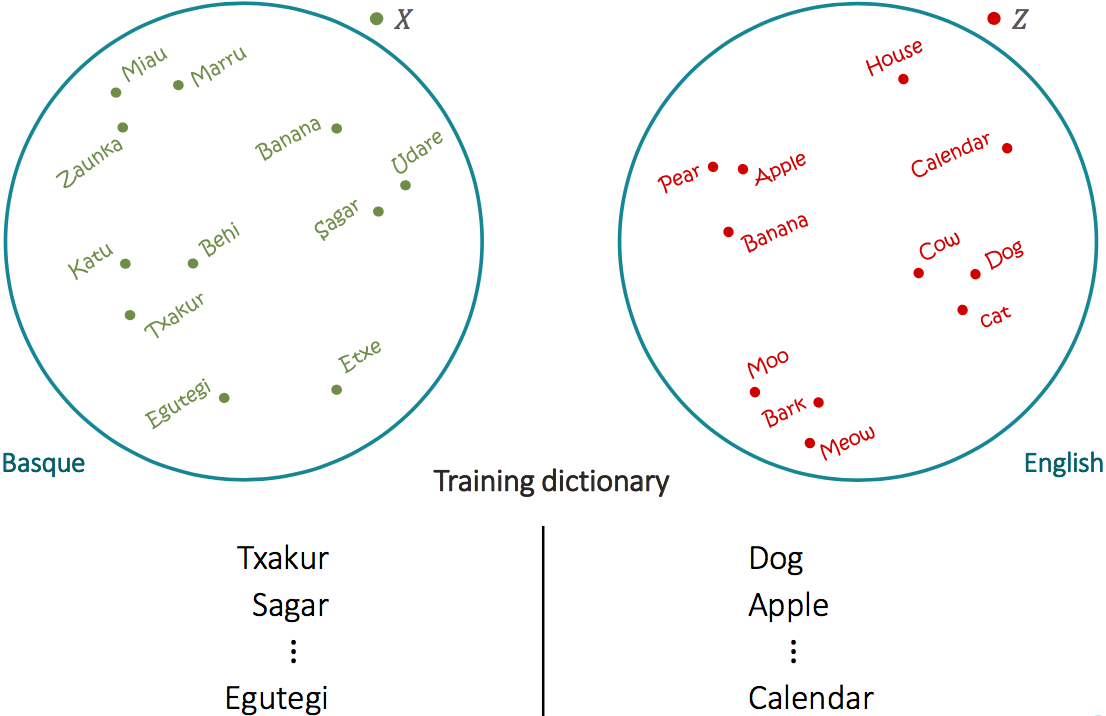 X
Miau
Marru
Zaunka
Banana
Udare
Sagar
Behi
Katu
Txakur
Etxe
Egutegi
Basque
Z
House
Calendar
Pear
Apple
Banana
Cow
Dog
cat
Moo
Bark
Meow
English
Training dictionary
Txakur
Dog
Sagar
Apple
⋮
⋮
Egutegi
Calendar